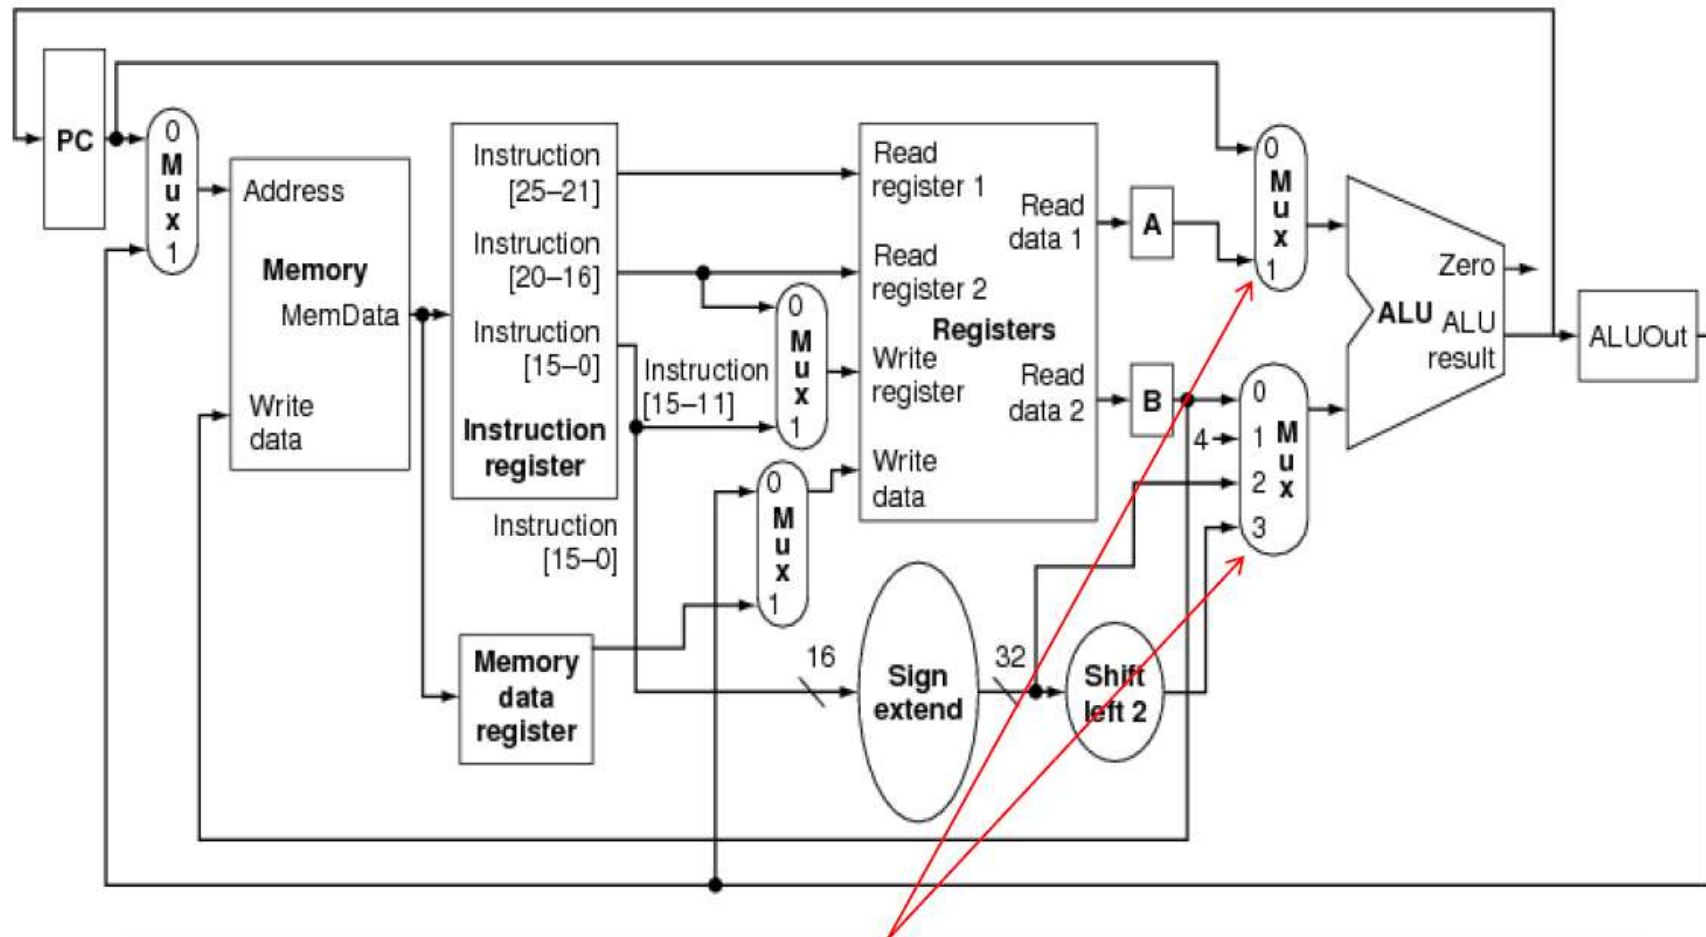 PC
0
M
u
x
1
Address
Memory
MemData
Write
data
Instruction
[25–21]
Instruction
[20–16]
Instruction
[15–0]
Instruction
register
Instruction
[15–11]
0
M
u
x
1
Instruction
[15–0]
0
M
u
x
1
Memory
data
register
Read
register 1
Read
register 2
Registers
Write
register
Write
data
Read
data 1
Read
data 2
A
B
4
0
M
u
x
1
0
1 M
u
2 x
3
16
Sign
extend
32
Shift
left 2
Zero
ALU
ALU
result
ALUOut